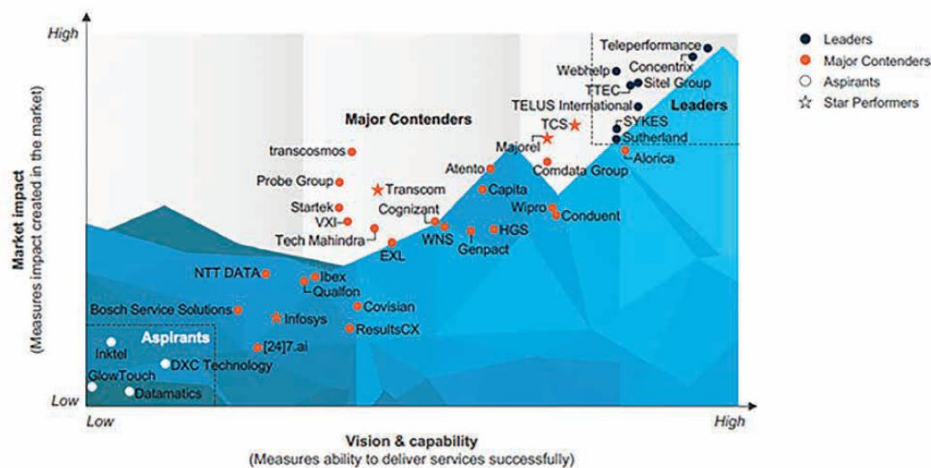 High
Market impact
(Measures impact created in the market)
Low
Low
High
Vision & capability
(Measures ability to deliver services successfully)
Leaders
Major Contenders
Aspirants
Star Performers
Major Contenders
Leaders
Aspirants
Teleperformance
Concentrix
Webhelp
Sitel Group
TTEC
TELUS International
SYKES
Sutherland
TCS
Majorel
Alorica
Comdata Group
transcosmos
Atento
Probe Group
Transcom
Capita
Startek
Cognizant
Wipro
Conduent
VXI
Tech Mahindra
WNS
HGS
Genpact
EXL
NTT DATA
Ibex
Qualfon
Bosch Service Solutions
Infosys
Covisian
ResultsCX
[24]7.ai
Inktel
DXC Technology
GlowTouch
Datamatics